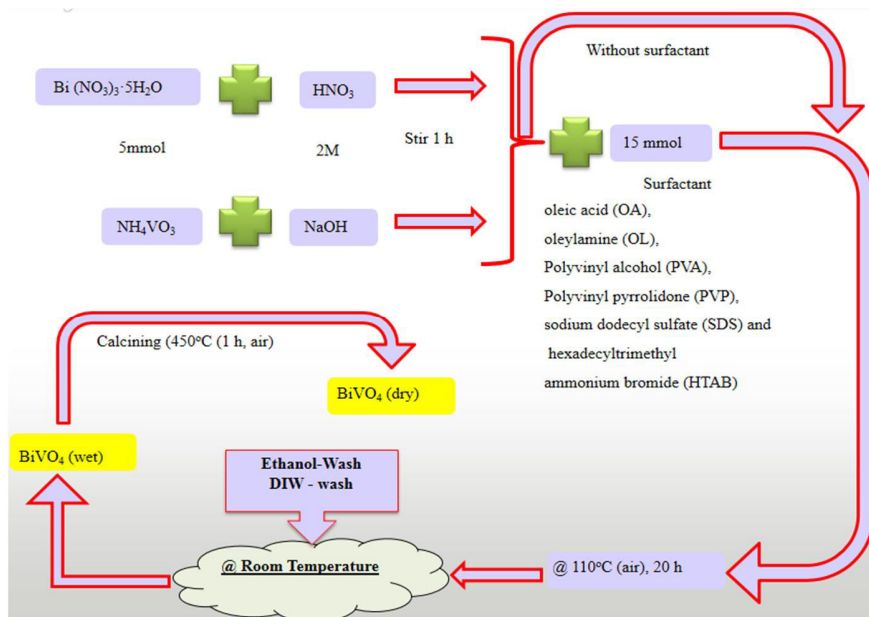 Without surfactant
Bi (NO₃)₃·5H₂O
HNO₃
5mmol
2M
Stir 1 h
15 mmol
Surfactant
NH₄VO₃
NaOH
oleic acid (OA),
oleylamine (OL),
Polyvinyl alcohol (PVA),
Polyvinyl pyrrolidone (PVP),
sodium dodecyl sulfate (SDS) and
hexadecyltrimethyl
ammonium bromide (HTAB)
Calcining (450°C (1 h, air)
BiVO₄ (dry)
BiVO₄ (wet)
Ethanol-Wash
DIW - wash
@ Room Temperature
@ 110°C (air), 20 h